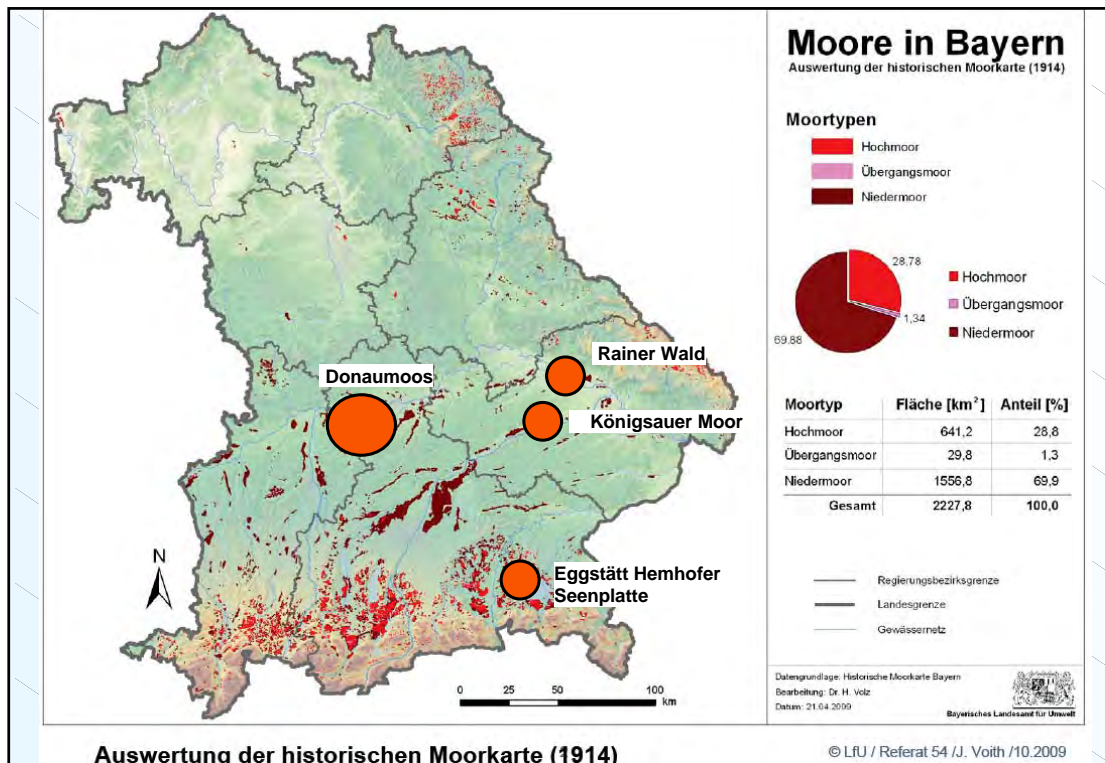 Moore in Bayern
Auswertung der historischen Moorkarte (1914)
Moortypen
Hochmoor
Übergangsmoor
Niedermoor
28,78
1,34
69,88
Hochmoor
Übergangsmoor
Niedermoor
Moortyp Fläche [km²] Anteil [%]
Hochmoor 641,2 28,8
Übergangsmoor 29,8 1,3
Niedermoor 1556,8 69,9
Gesamt 2227,8 100,0
Regierungsbezirksgrenze
Landesgrenze
Gewässernetz
Datengrundlage: Historische Moorkarte Bayern
Bearbeitung: Dr. H. Volz
Datum: 21.04.2009
Bayerisches Landesamt für Umwelt
Rainer Wald
Donaumoos
Königsauer Moor
Eggstätt Hemhofer
Seenplatte
N
0 25 50 100
km
Auswertung der historischen Moorkarte (1914)
© LfU / Referat 54 /J. Voith /10.2009